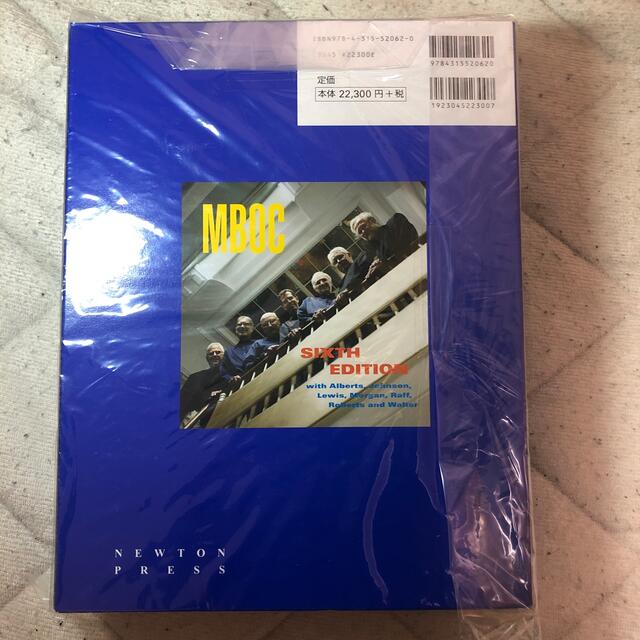 ISBN978-4-315-52062-0
¥22300E
定価
本体 22,300 円+税
9784315520620
1923045223007
MBOC
SIXTH
EDITION
with Alberts, Johnson,
Lewis, Morgan, Raff,
Roberts and Walter
NEWTON
PRESS